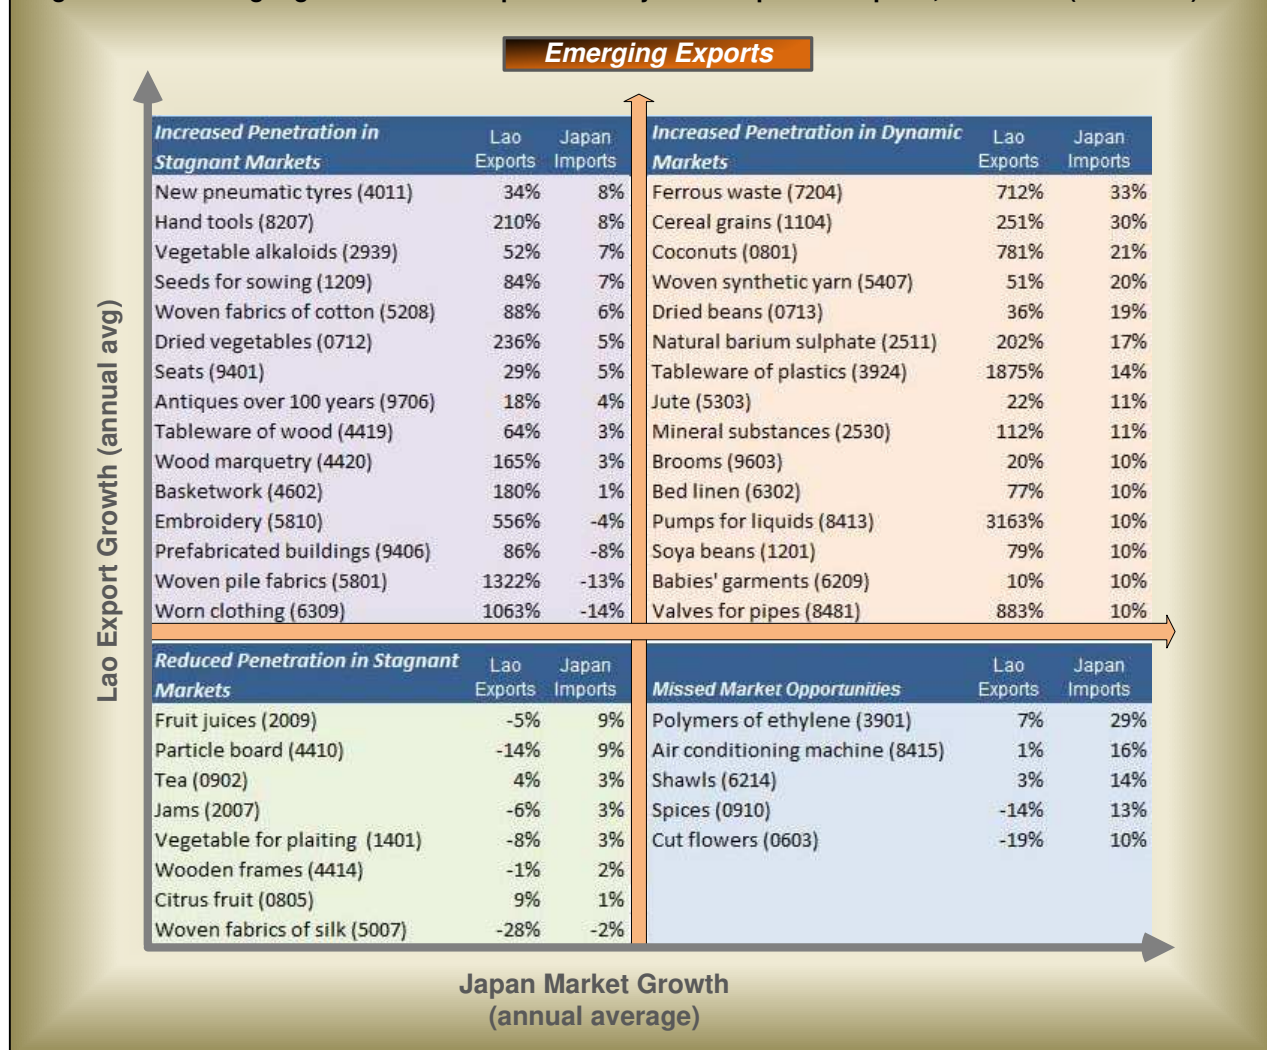 Emerging Exports
Increased Penetration in Stagnant Markets Lao Exports Japan Imports
New pneumatic tyres (4011) 34% 8%
Hand tools (8207) 210% 8%
Vegetable alkaloids (2939) 52% 7%
Seeds for sowing (1209) 84% 7%
Woven fabrics of cotton (5208) 88% 6%
Dried vegetables (0712) 236% 5%
Seats (9401) 29% 5%
Antiques over 100 years (9706) 18% 4%
Tableware of wood (4419) 64% 3%
Wood marquetry (4420) 165% 3%
Basketwork (4602) 180% 1%
Embroidery (5810) 556% -4%
Prefabricated buildings (9406) 86% -8%
Woven pile fabrics (5801) 1322% -13%
Worn clothing (6309) 1063% -14%
Increased Penetration in Dynamic Markets Lao Exports Japan Imports
Ferrous waste (7204) 712% 33%
Cereal grains (1104) 251% 30%
Coconuts (0801) 781% 21%
Woven synthetic yarn (5407) 51% 20%
Dried beans (0713) 36% 19%
Natural barium sulphate (2511) 202% 17%
Tableware of plastics (3924) 1875% 14%
Jute (5303) 22% 11%
Mineral substances (2530) 112% 11%
Brooms (9603) 20% 10%
Bed linen (6302) 77% 10%
Pumps for liquids (8413) 3163% 10%
Soya beans (1201) 79% 10%
Babies' garments (6209) 10% 10%
Valves for pipes (8481) 883% 10%
Reduced Penetration in Stagnant Markets Lao Exports Japan Imports
Fruit juices (2009) -5% 9%
Particle board (4410) -14% 9%
Tea (0902) 4% 3%
Jams (2007) -6% 3%
Vegetable for plaiting (1401) -8% 3%
Wooden frames (4414) -1% 2%
Citrus fruit (0805) 9% 1%
Woven fabrics of silk (5007) -28% -2%
Missed Market Opportunities Lao Exports Japan Imports
Polymers of ethylene (3901) 7% 29%
Air conditioning machine (8415) 1% 16%
Shawls (6214) 3% 14%
Spices (0910) -14% 13%
Cut flowers (0603) -19% 10%
Lao Export Growth (annual avg)
Japan Market Growth
(annual average)